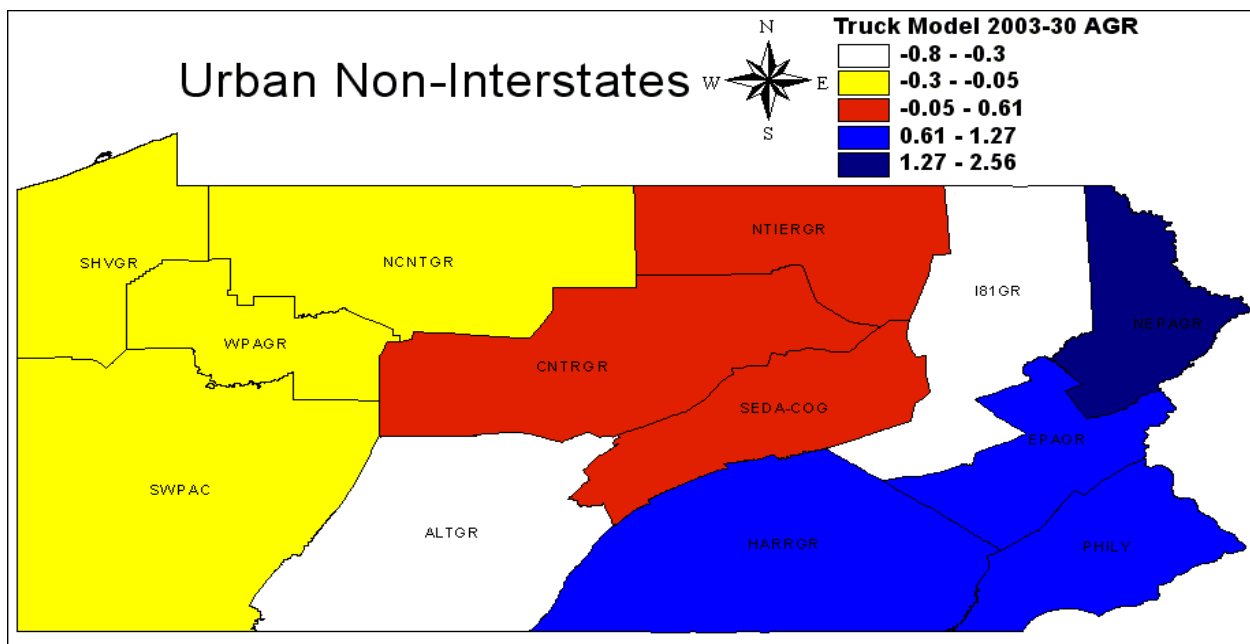 Truck Model 2003-30 AGR
N
Urban Non-Interstates
W
E
S
-0.8 - -0.3
-0.3 - -0.05
-0.05 - 0.61
0.61 - 1.27
1.27 - 2.56
NTIERGR
SHVGR
NCNTGR
I81GR
NEPAGR
WPAGR
CNTRGR
SEDA-COG
EPAGR
SWPAC
ALTGR
HARRGR
PHILY